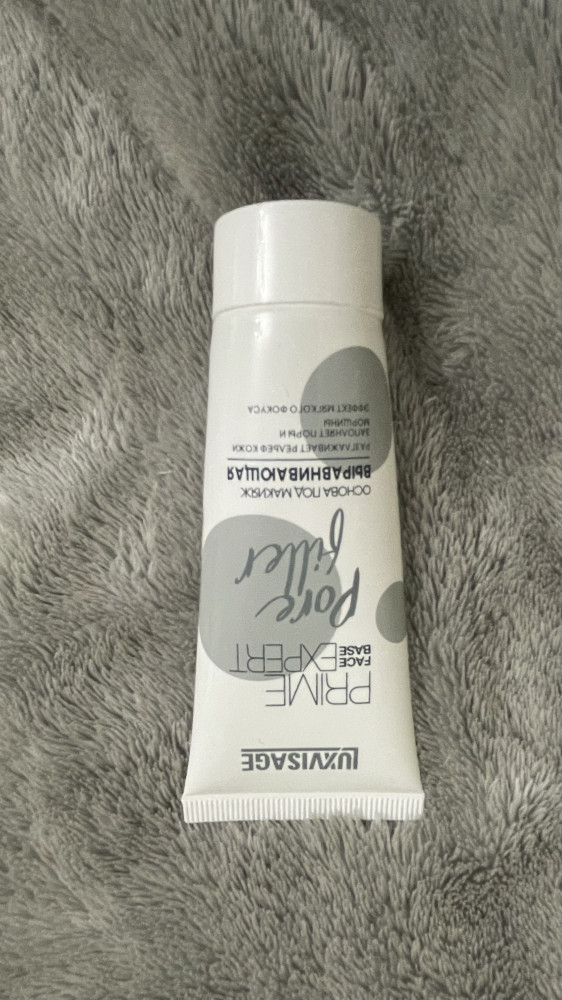 LUXVISAGE
PRIME
FACE BASE EXPERT
Pore
filler
ОСНОВА ПОД МАКИЯЖ
ВЫРАВНИВАЮЩАЯ
РАЗГЛАЖИВАЕТ РЕЛЬЕФ КОЖИ
ЗАПОЛНЯЕТ ПОРЫ И
МОРЩИНЫ
ЭФФЕКТ МЯГКОГО ФОКУСА